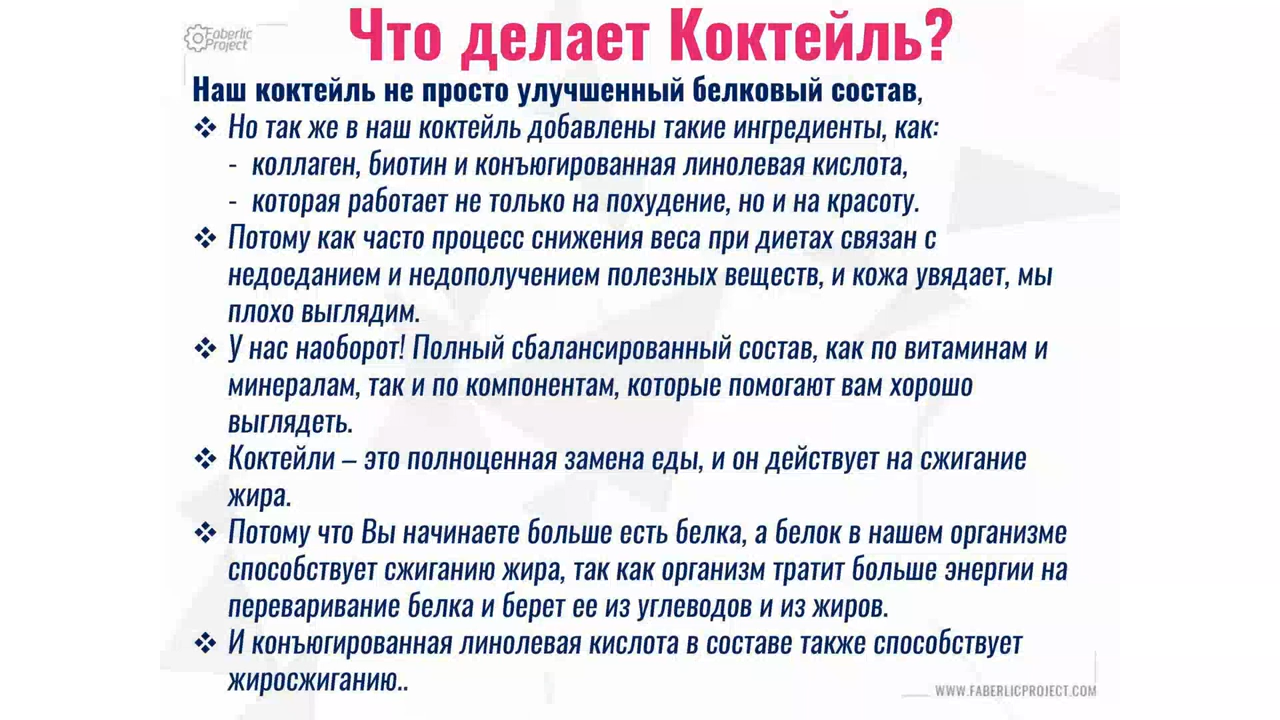 Faberlic
Project
Что делает Коктейль?
Наш коктейль не просто улучшенный белковый состав,
❖ Но так же в наш коктейль добавлены такие ингредиенты, как:
- коллаген, биотин и конъюгированная линолевая кислота,
- которая работает не только на похудение, но и на красоту.
❖ Потому как часто процесс снижения веса при диетах связан с
недоеданием и недополучением полезных веществ, и кожа увядает, мы
плохо выглядим.
❖ У нас наоборот! Полный сбалансированный состав, как по витаминам и
минералам, так и по компонентам, которые помогают вам хорошо
выглядеть.
❖ Коктейли – это полноценная замена еды, и он действует на сжигание
жира.
❖ Потому что Вы начинаете больше есть белка, а белок в нашем организме
способствует сжиганию жира, так как организм тратит больше энергии на
переваривание белка и берет ее из углеводов и из жиров.
❖ И конъюгированная линолевая кислота в составе также способствует
жиросжиганию..
WWW.FABERLICPROJECT.COM